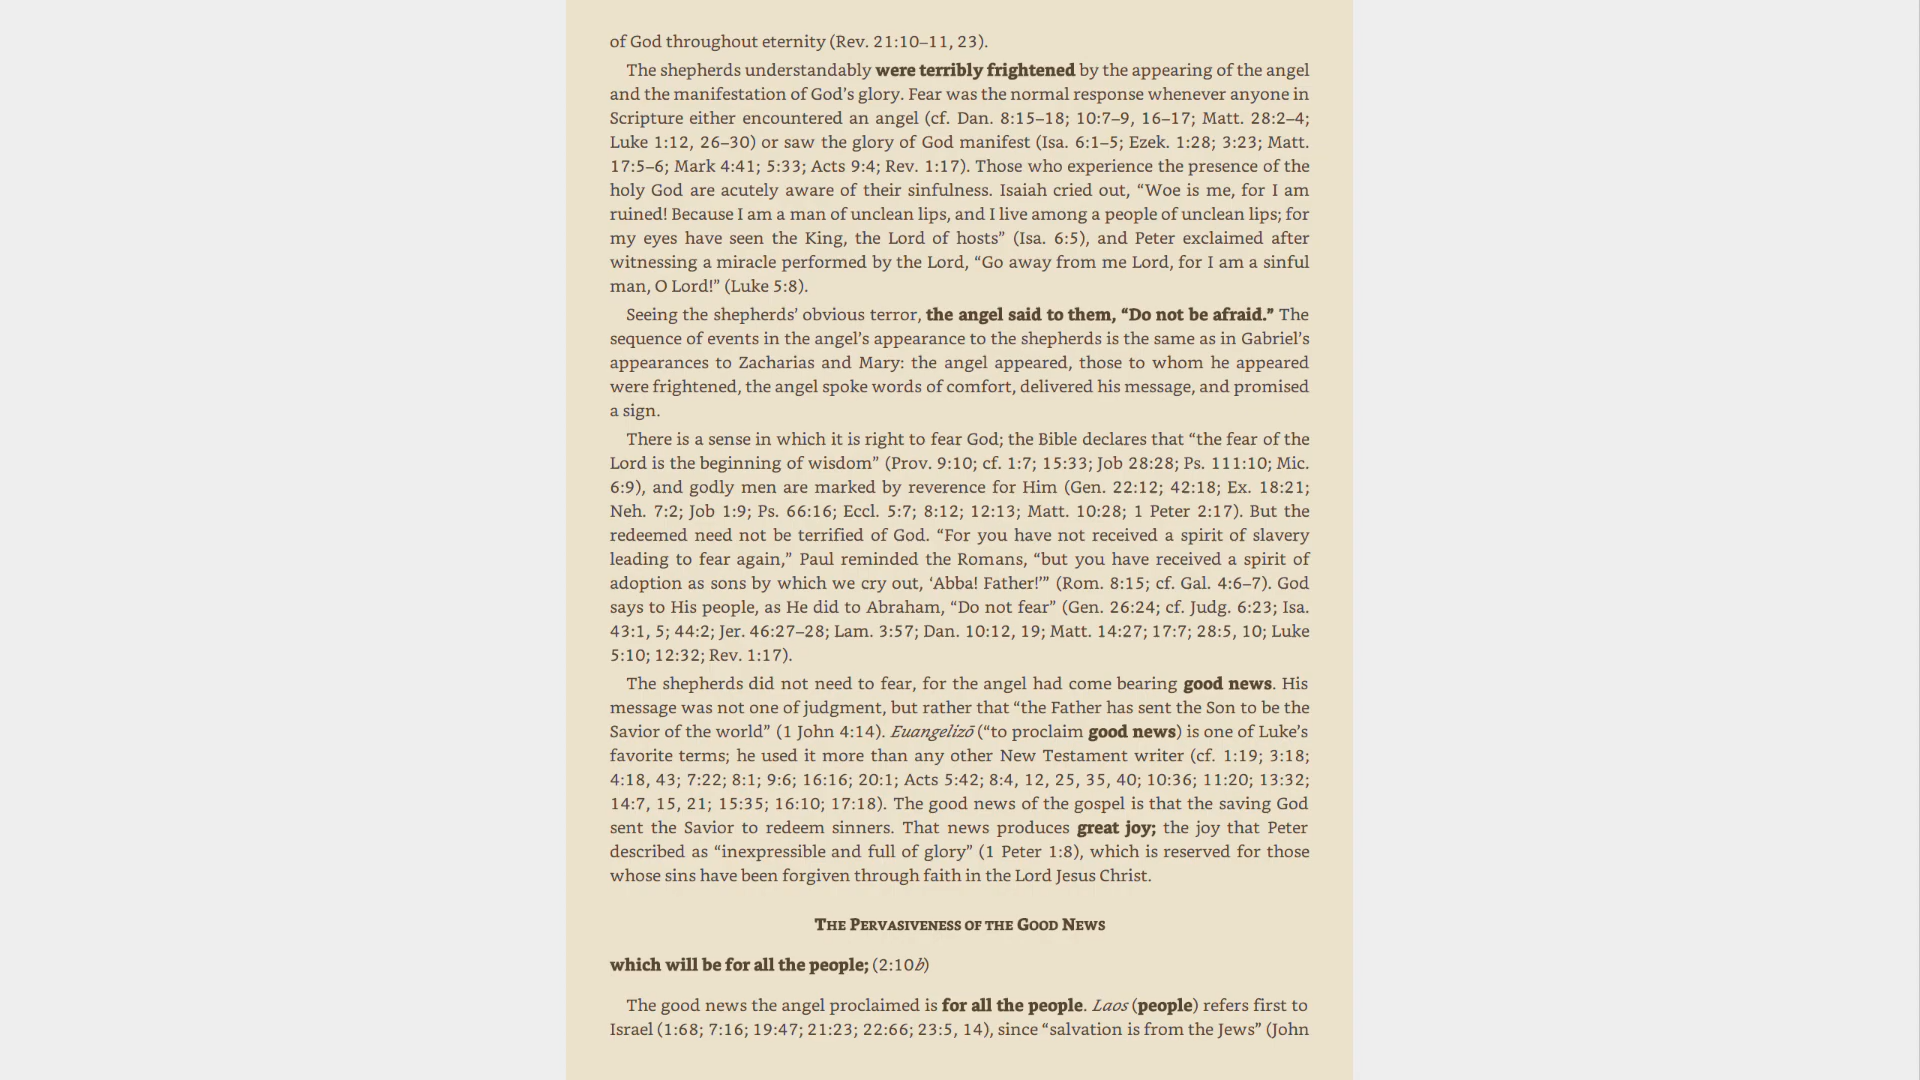 of God throughout eternity (Rev. 21:10–11, 23).
The shepherds understandably were terribly frightened by the appearing of the angel
and the manifestation of God’s glory. Fear was the normal response whenever anyone in
Scripture either encountered an angel (cf. Dan. 8:15–18; 10:7–9, 16–17; Matt. 28:2–4;
Luke 1:12, 26–30) or saw the glory of God manifest (Isa. 6:1–5; Ezek. 1:28; 3:23; Matt.
17:5–6; Mark 4:41; 5:33; Acts 9:4; Rev. 1:17). Those who experience the presence of the
holy God are acutely aware of their sinfulness. Isaiah cried out, “Woe is me, for I am
ruined! Because I am a man of unclean lips, and I live among a people of unclean lips; for
my eyes have seen the King, the Lord of hosts” (Isa. 6:5), and Peter exclaimed after
witnessing a miracle performed by the Lord, “Go away from me Lord, for I am a sinful
man, O Lord!” (Luke 5:8).
Seeing the shepherds’ obvious terror, the angel said to them, “Do not be afraid.” The
sequence of events in the angel’s appearance to the shepherds is the same as in Gabriel’s
appearances to Zacharias and Mary: the angel appeared, those to whom he appeared
were frightened, the angel spoke words of comfort, delivered his message, and promised
a sign.
There is a sense in which it is right to fear God; the Bible declares that “the fear of the
Lord is the beginning of wisdom” (Prov. 9:10; cf. 1:7; 15:33; Job 28:28; Ps. 111:10; Mic.
6:9), and godly men are marked by reverence for Him (Gen. 22:12; 42:18; Ex. 18:21;
Neh. 7:2; Job 1:9; Ps. 66:16; Eccl. 5:7; 8:12; 12:13; Matt. 10:28; 1 Peter 2:17). But the
redeemed need not be terrified of God. “For you have not received a spirit of slavery
leading to fear again,” Paul reminded the Romans, “but you have received a spirit of
adoption as sons by which we cry out, ‘Abba! Father!’” (Rom. 8:15; cf. Gal. 4:6–7). God
says to His people, as He did to Abraham, “Do not fear” (Gen. 26:24; cf. Judg. 6:23; Isa.
43:1, 5; 44:2; Jer. 46:27–28; Lam. 3:57; Dan. 10:12, 19; Matt. 14:27; 17:7; 28:5, 10; Luke
5:10; 12:32; Rev. 1:17).
The shepherds did not need to fear, for the angel had come bearing good news. His
message was not one of judgment, but rather that “the Father has sent the Son to be the
Savior of the world” (1 John 4:14). Euangelizō (“to proclaim good news) is one of Luke’s
favorite terms; he used it more than any other New Testament writer (cf. 1:19; 3:18;
4:18, 43; 7:22; 8:1; 9:6; 16:16; 20:1; Acts 5:42; 8:4, 12, 25, 35, 40; 10:36; 11:20; 13:32;
14:7, 15, 21; 15:35; 16:10; 17:18). The good news of the gospel is that the saving God
sent the Savior to redeem sinners. That news produces great joy; the joy that Peter
described as “inexpressible and full of glory” (1 Peter 1:8), which is reserved for those
whose sins have been forgiven through faith in the Lord Jesus Christ.
The Pervasiveness of the Good News
which will be for all the people; (2:10b)
The good news the angel proclaimed is for all the people. Laos (people) refers first to
Israel (1:68; 7:16; 19:47; 21:23; 22:66; 23:5, 14), since “salvation is from the Jews” (John